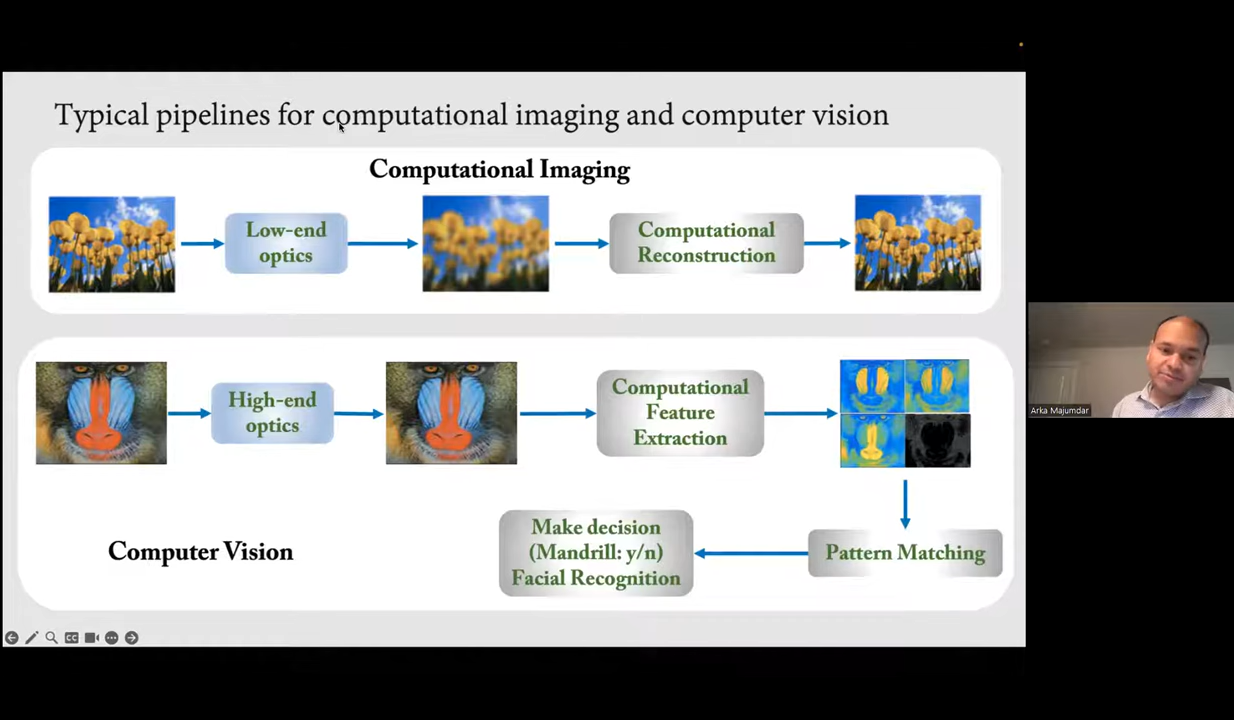 Typical pipelines for computational imaging and computer vision
Computational Imaging
Low-end
optics
Computational
Reconstruction
High-end
optics
Computational
Feature
Extraction
Pattern Matching
Make decision
(Mandrill: y/n)
Facial Recognition
Computer Vision
CC
Arka Majumdar